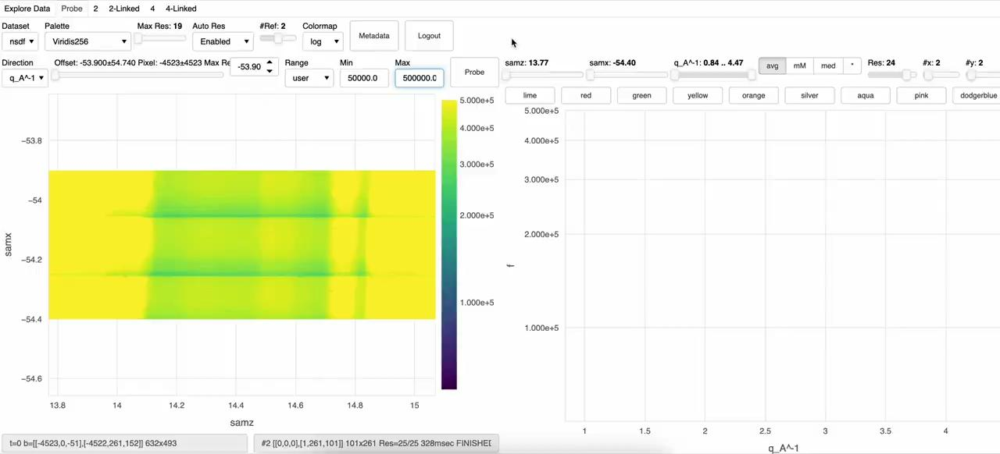 Explore Data Probe 2 2-Linked 4 4-Linked
Dataset Palette Max Res: 19 Auto Res #Ref: 2 Colormap
nsdf Viridis256 Enabled log Metadata Logout
Direction Offset: -53.900±54.740 Pixel: -4523±4523 Max Re -53.90 Range Min Max
q_A^-1 user 50000.0 500000.0 Probe
samz: 13.77 samx: -54.40 q_A^-1: 0.84 .. 4.47 avg mM med * Res: 24 #x: 2 #y: 2
lime red green yellow orange silver aqua pink dodgerblue
5.000e+5
4.000e+5
3.000e+5
2.000e+5
1.000e+5
−53.8
−54
−54.2
−54.4
−54.6
samx
13.8 14 14.2 14.4 14.6 14.8 15
samz
5.000e+5
4.000e+5
3.000e+5
2.000e+5
1.000e+5
f
1 1.5 2 2.5 3 3.5 4
q_A^-1
t=0 b=[[-4523,0,-51],[-4522,261,152]] 632x493
#2 [[0,0,0],[1,261,101]] 101x261 Res=25/25 328msec FINISHED